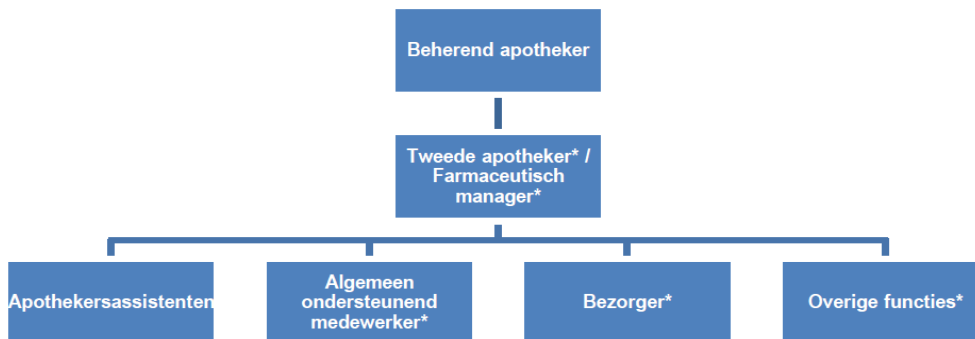 Beherend apotheker
Tweede apotheker* /
Farmaceutisch
manager*
Apothekersassistenten
Algemeen
ondersteunend
medewerker*
Bezorger*
Overige functies*